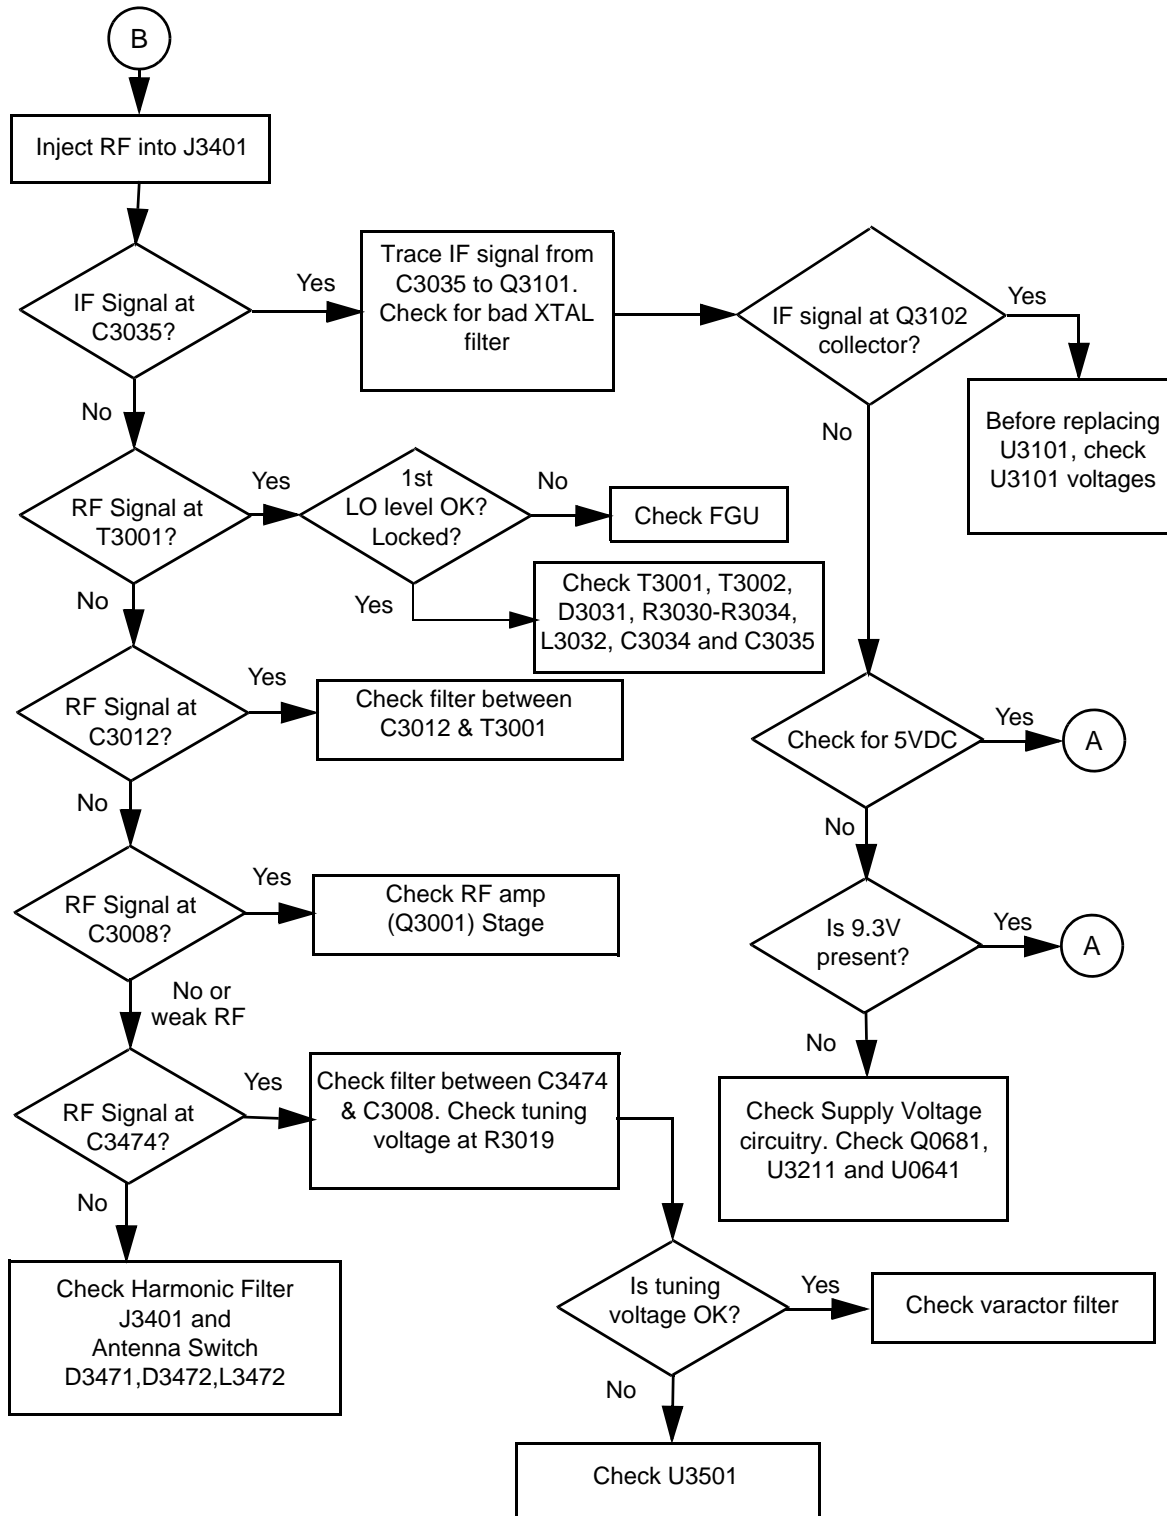 B
Inject RF into J3401
IF Signal at
C3035?
Yes
Trace IF signal from
C3035 to Q3101.
Check for bad XTAL
filter
IF signal at Q3102
collector?
Yes
Before replacing
U3101, check
U3101 voltages
No
No
RF Signal at
T3001?
Yes
1st
LO level OK?
Locked?
No
Check FGU
Yes
Check T3001, T3002,
D3031, R3030-R3034,
L3032, C3034 and C3035
No
RF Signal at
C3012?
Yes
Check filter between
C3012 & T3001
Check for 5VDC
Yes
A
No
No
RF Signal at
C3008?
Yes
Check RF amp
(Q3001) Stage
Is 9.3V
present?
Yes
A
No or
weak RF
No
RF Signal at
C3474?
Yes
Check filter between C3474
& C3008. Check tuning
voltage at R3019
Check Supply Voltage
circuitry. Check Q0681,
U3211 and U0641
No
Check Harmonic Filter
J3401 and
Antenna Switch
D3471,D3472,L3472
Is tuning
voltage OK?
Yes
Check varactor filter
No
Check U3501